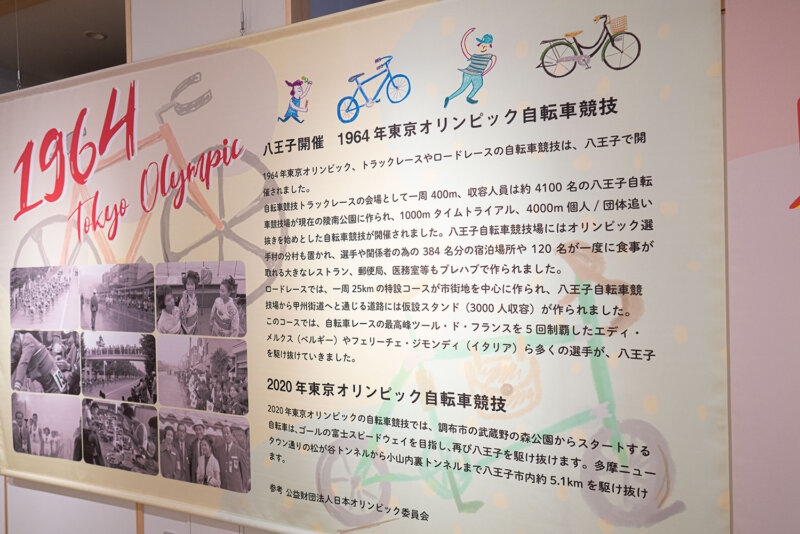 1964
Tokyo Olympic
八王子開催 1964年東京オリンピック自転車競技
1964年東京オリンピック、トラックレースやロードレースの自転車競技は、八王子で開
催されました。
自転車競技トラックレースの会場として一周 400m、収容人員は約 4100 名の八王子自転
車競技場が現在の陵南公園に作られ、1000m タイムトライアル、4000m 個人 / 団体追い
抜きを始めとした自転車競技が開催されました。八王子自転車競技場にはオリンピック選
手村の分村も置かれ、選手や関係者の為の 384 名分の宿泊場所や 120 名が一度に食事が
取れる大きなレストラン、郵便局、医務室等もプレハブで作られました。
ロードレースでは、一周 25km の特設コースが市街地を中心に作られ、八王子自転車競
技場から甲州街道へと通じる道路には仮設スタンド（3000 人収容）が作られました。
このコースでは、自転車レースの最高峰ツール・ド・フランスを 5 回制覇したエディ・
メルクス（ベルギー）やフェリーチェ・ジモンディ（イタリア）ら多くの選手が、八王子
を駆け抜けていきました。
2020年東京オリンピック自転車競技
2020年東京オリンピックの自転車競技では、調布市の武蔵野の森公園からスタートする
自転車は、ゴールの富士スピードウェイを目指し、再び八王子を駆け抜けます。多摩ニュー
タウン通りの松が谷トンネルから小山内裏トンネルまで八王子市内約 5.1km を駆け抜け
ます。
参考 公益財団法人日本オリンピック委員会